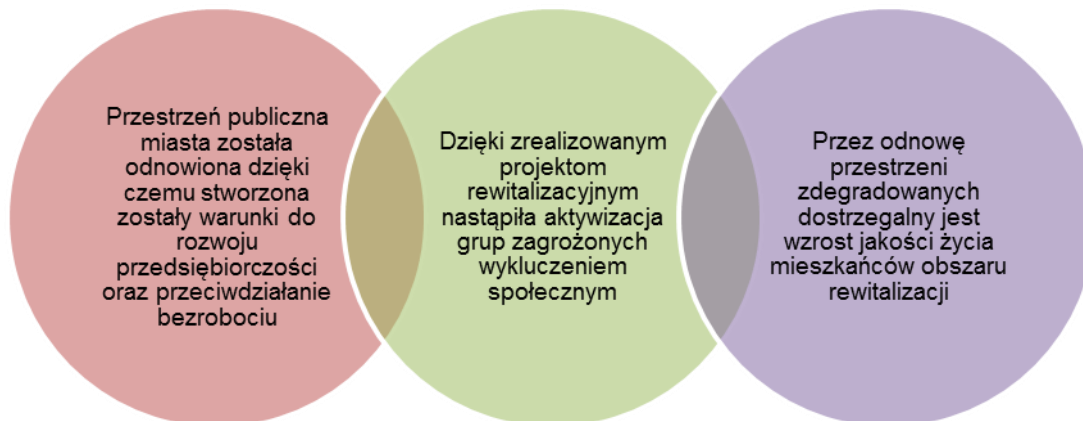 Przestrzeń publiczna
miasta została
odnowiona dzięki
czemu stworzona
zostały warunki do
rozwoju
przedsiębiorczości
oraz przeciwdziałanie
bezrobociu
Dzięki zrealizowanym
projektom
rewitalizacyjnym
nastąpiła aktywizacja
grup zagrożonych
wykluczeniem
społecznym
Przez odnowę
przestrzeni
zdegradowanych
dostrzegalny jest
wzrost jakości życia
mieszkańców obszaru
rewitalizacji